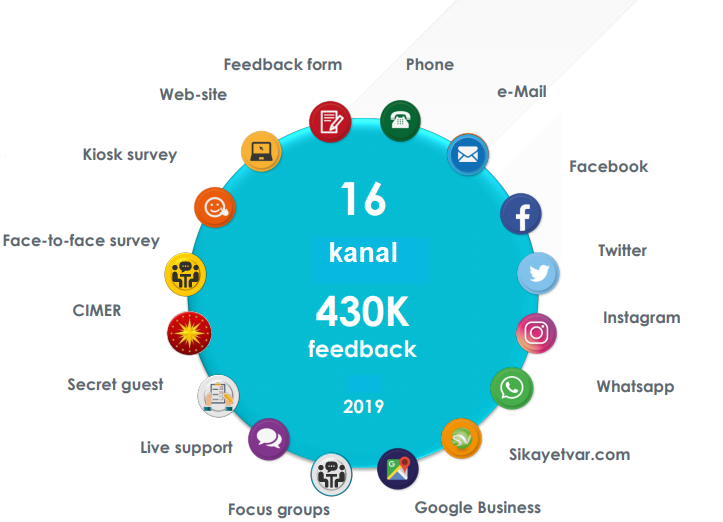 Feedback form
Phone
Web-site
e-Mail
Kiosk survey
Facebook
16
Face-to-face survey
Twitter
kanal
CIMER
430K
Instagram
feedback
Secret guest
Whatsapp
2019
Live support
Sikayetvar.com
Focus groups
Google Business